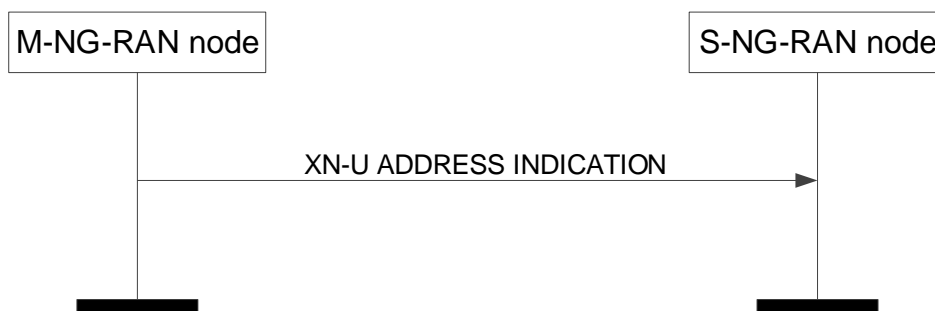 M-NG-RAN node
S-NG-RAN node
XN-U ADDRESS INDICATION